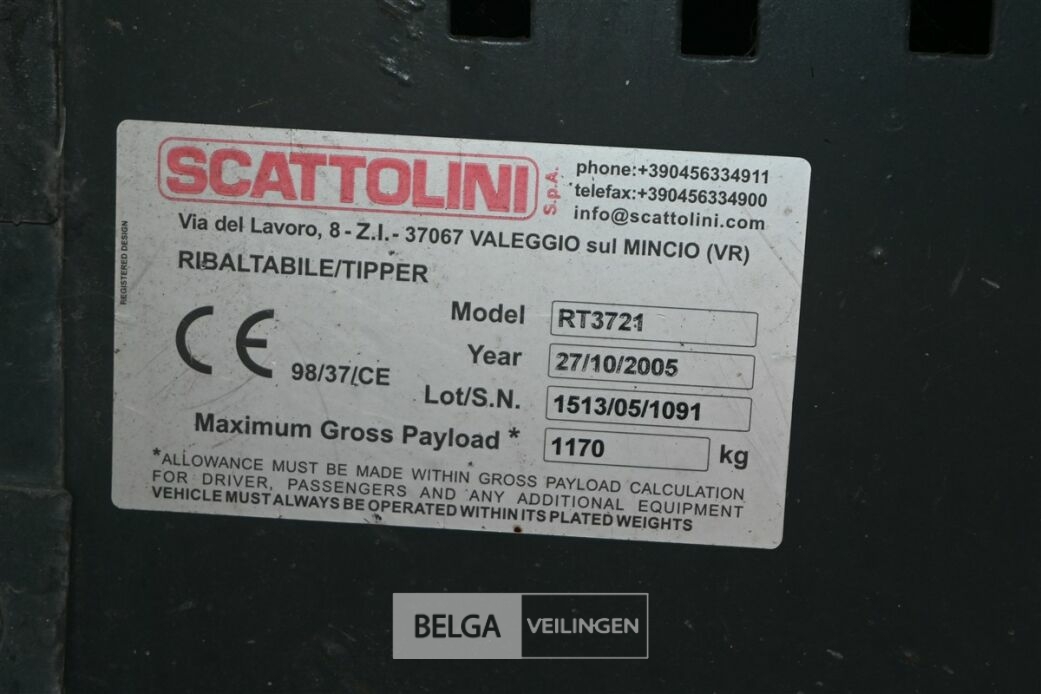 SCATTOLINI S.p.A.
phone:+390456334911
telefax:+390456334900
info@scattolini.com
Via del Lavoro, 8 - Z.I. - 37067 VALEGGIO sul MINCIO (VR)
REGISTERED DESIGN
RIBALTABILE/TIPPER
CE 98/37/CE
Model RT3721
Year 27/10/2005
Lot/S.N. 1513/05/1091
Maximum Gross Payload * 1170 kg
*ALLOWANCE MUST BE MADE WITHIN GROSS PAYLOAD CALCULATION
FOR DRIVER, PASSENGERS AND ANY ADDITIONAL EQUIPMENT
VEHICLE MUST ALWAYS BE OPERATED WITHIN ITS PLATED WEIGHTS
BELGA VEILINGEN